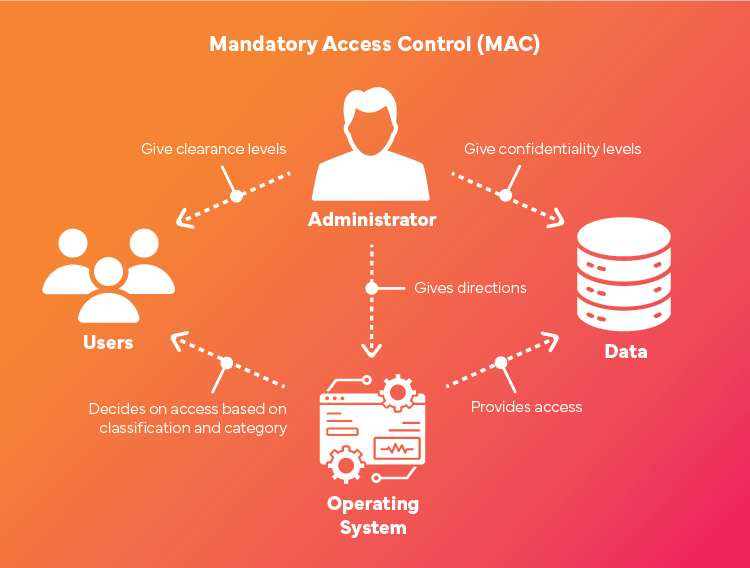 Mandatory Access Control (MAC)
Give clearance levels
Give confidentiality levels
Administrator
Gives directions
Users
Data
Decides on access based on
classification and category
Provides access
Operating
System